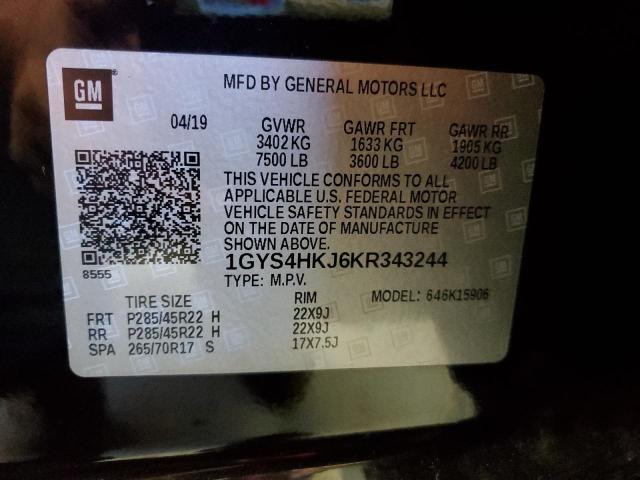 GM
MFD BY GENERAL MOTORS LLC
04/19 GVWR GAWR FRT GAWR RR
3402 KG 1633 KG 1905 KG
7500 LB 3600 LB 4200 LB
THIS VEHICLE CONFORMS TO ALL
APPLICABLE U.S. FEDERAL MOTOR
VEHICLE SAFETY STANDARDS IN EFFECT
ON THE DATE OF MANUFACTURE
SHOWN ABOVE.
1GYS4HKJ6KR343244
8555
TYPE: M.P.V.
TIRE SIZE RIM MODEL: 646K15906
FRT P285/45R22 H 22X9J
RR P285/45R22 H 22X9J
SPA 265/70R17 S 17X7.5J